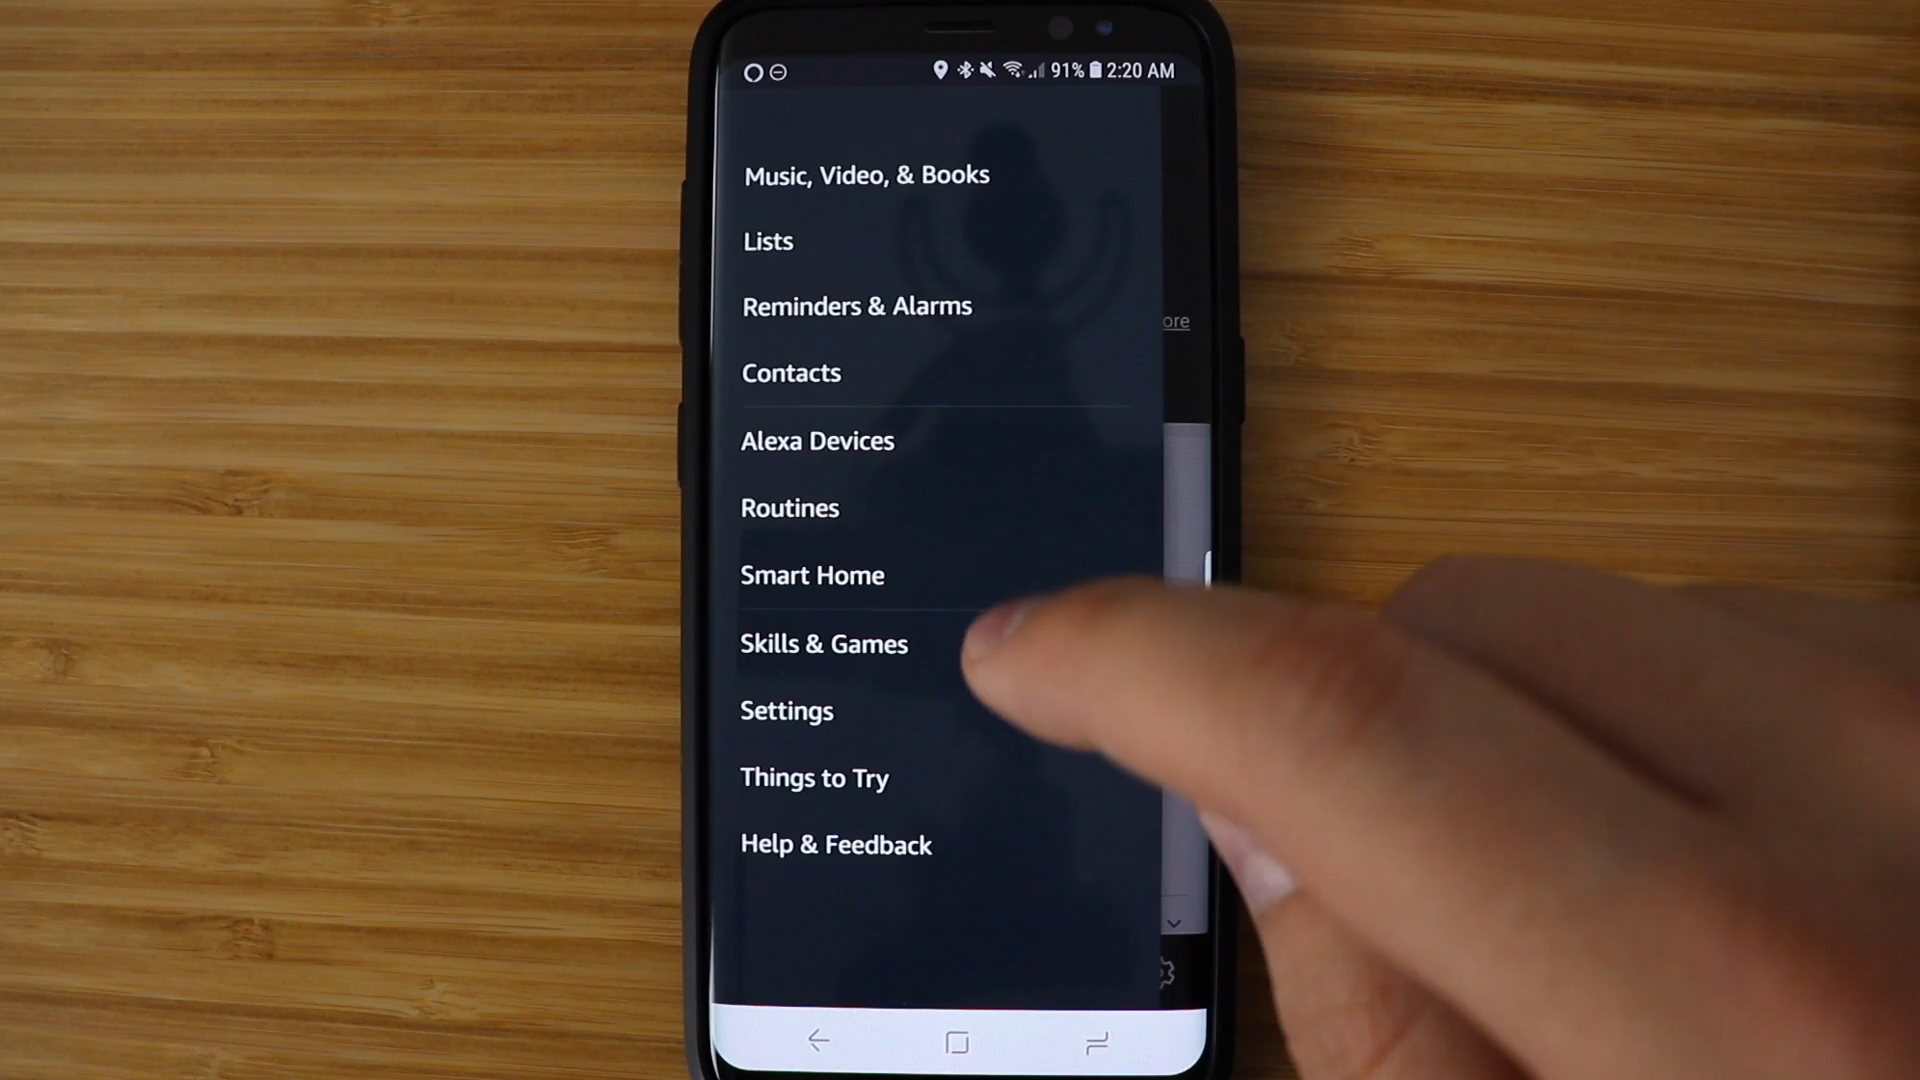 91% 2:20 AM
Music, Video, & Books
Lists
Reminders & Alarms
ore
Contacts
Alexa Devices
Routines
Smart Home
Skills & Games
Settings
Things to Try
Help & Feedback